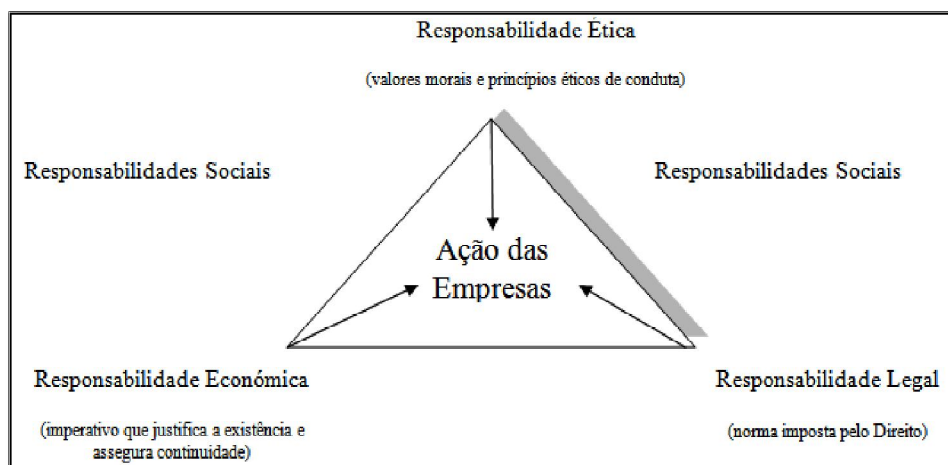 Responsabilidade Ética
(valores morais e princípios éticos de conduta)
Responsabilidades Sociais
Responsabilidades Sociais
Ação das
Empresas
Responsabilidade Económica
(imperativo que justifica a existência e
assegura continuidade)
Responsabilidade Legal
(norma imposta pelo Direito)